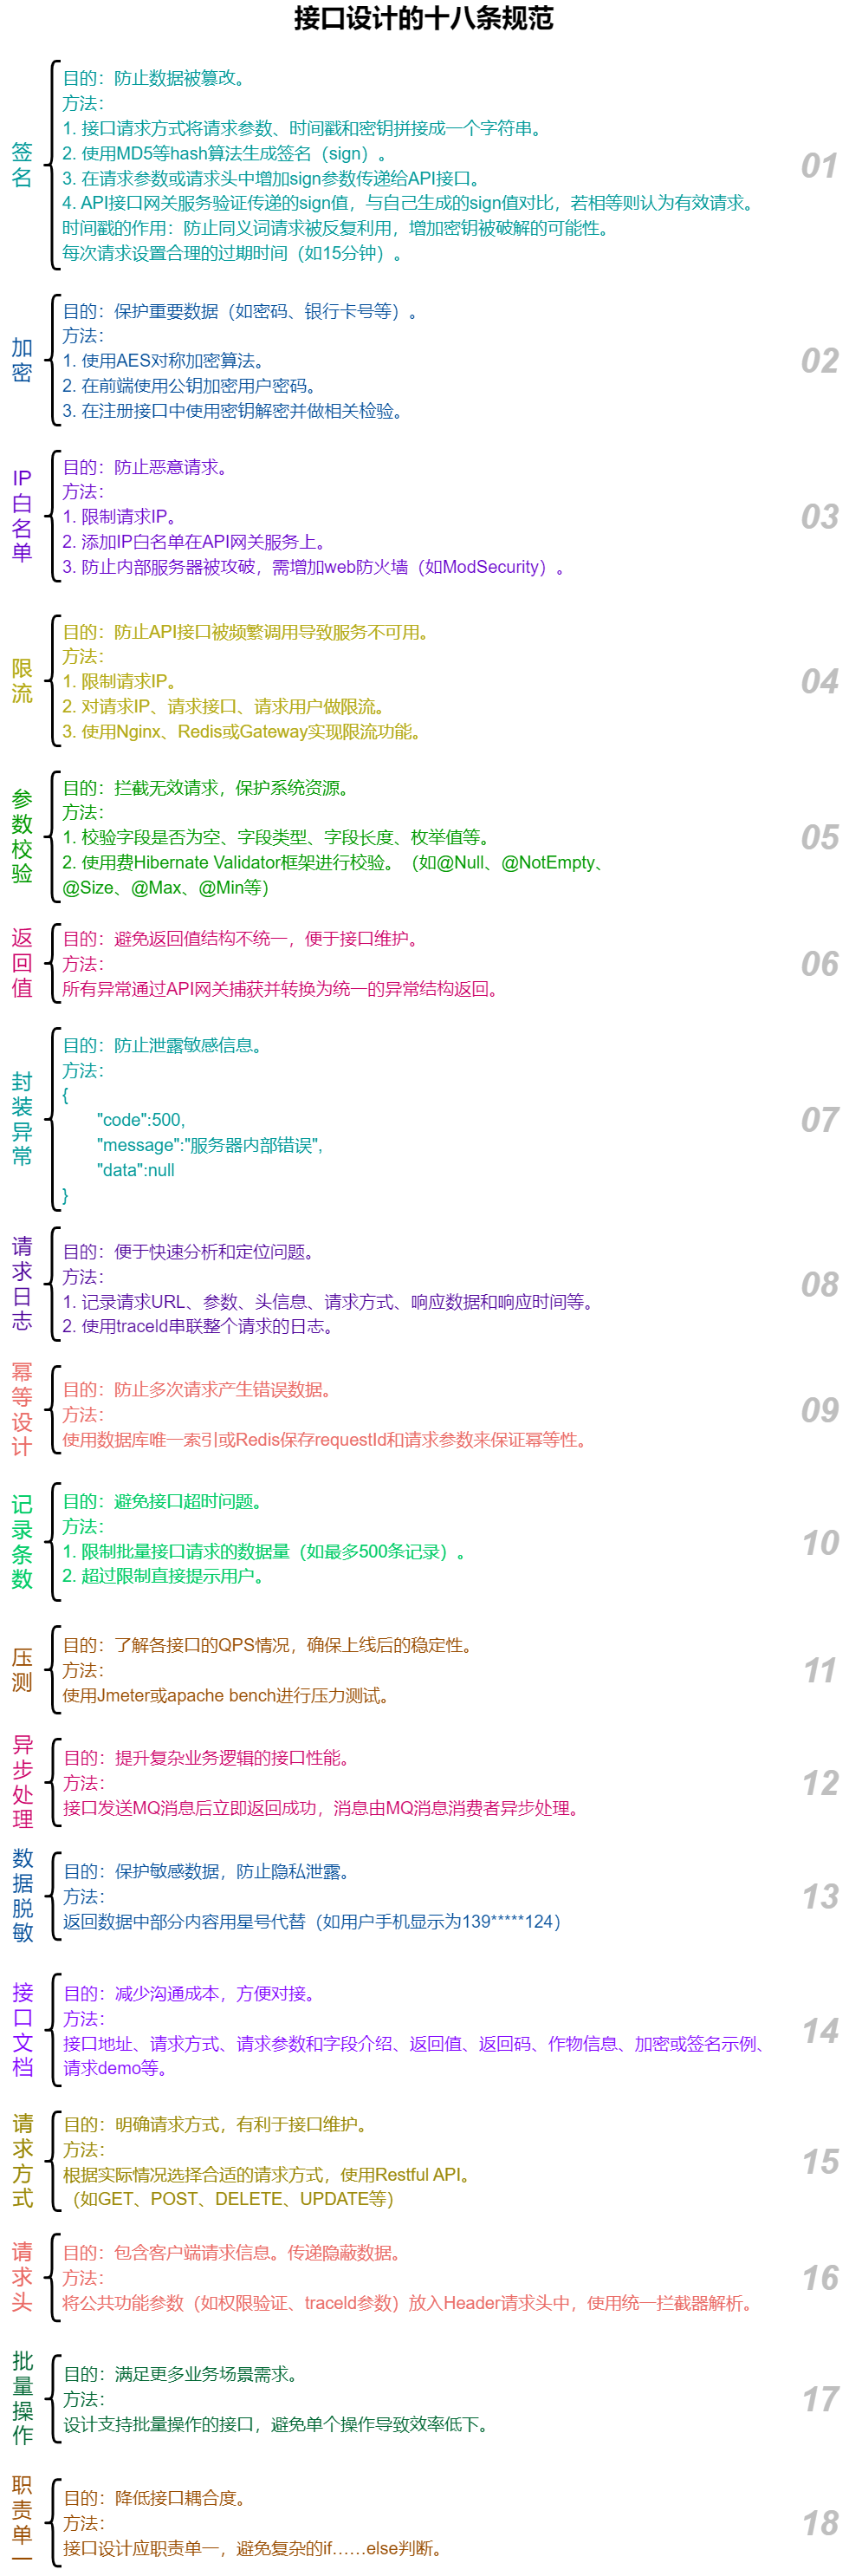 接口设计的十八条规范
签名
目的：防止数据被篡改。
方法：
1. 接口请求方式将请求参数、时间戳和密钥拼接成一个字符串。
2. 使用MD5等hash算法生成签名（sign）。
3. 在请求参数或请求头中增加sign参数传递给API接口。
4. API接口网关服务验证传递的sign值，与自己生成的sign值对比，若相等则认为有效请求。
时间戳的作用：防止同义词请求被反复利用，增加密钥被破解的可能性。
每次请求设置合理的过期时间（如15分钟）。
01
加密
目的：保护重要数据（如密码、银行卡号等）。
方法：
1. 使用AES对称加密算法。
2. 在前端使用公钥加密用户密码。
3. 在注册接口中使用密钥解密并做相关检验。
02
IP白名单
目的：防止恶意请求。
方法：
1. 限制请求IP。
2. 添加IP白名单在API网关服务上。
3. 防止内部服务器被攻破，需增加web防火墙（如ModSecurity）。
03
限流
目的：防止API接口被频繁调用导致服务不可用。
方法：
1. 限制请求IP。
2. 对请求IP、请求接口、请求用户做限流。
3. 使用Nginx、Redis或Gateway实现限流功能。
04
参数校验
目的：拦截无效请求，保护系统资源。
方法：
1. 校验字段是否为空、字段类型、字段长度、枚举值等。
2. 使用费Hibernate Validator框架进行校验。（如@Null、@NotEmpty、
@Size、@Max、@Min等）
05
返回值
目的：避免返回值结构不统一，便于接口维护。
方法：
所有异常通过API网关捕获并转换为统一的异常结构返回。
06
封装异常
目的：防止泄露敏感信息。
方法：
{
"code":500,
"message":"服务器内部错误",
"data":null
}
07
请求日志
目的：便于快速分析和定位问题。
方法：
1. 记录请求URL、参数、头信息、请求方式、响应数据和响应时间等。
2. 使用traceId串联整个请求的日志。
08
幂等设计
目的：防止多次请求产生错误数据。
方法：
使用数据库唯一索引或Redis保存requestId和请求参数来保证幂等性。
09
记录条数
目的：避免接口超时问题。
方法：
1. 限制批量接口请求的数据量（如最多500条记录）。
2. 超过限制直接提示用户。
10
压测
目的：了解各接口的QPS情况，确保上线后的稳定性。
方法：
使用Jmeter或apache bench进行压力测试。
11
异步处理
目的：提升复杂业务逻辑的接口性能。
方法：
接口发送MQ消息后立即返回成功，消息由MQ消息消费者异步处理。
12
数据脱敏
目的：保护敏感数据，防止隐私泄露。
方法：
返回数据中部分内容用星号代替（如用户手机显示为139*****124）
13
接口文档
目的：减少沟通成本，方便对接。
方法：
接口地址、请求方式、请求参数和字段介绍、返回值、返回码、作物信息、加密或签名示例、
请求demo等。
14
请求方式
目的：明确请求方式，有利于接口维护。
方法：
根据实际情况选择合适的请求方式，使用Restful API。
（如GET、POST、DELETE、UPDATE等）
15
请求头
目的：包含客户端请求信息。传递隐蔽数据。
方法：
将公共功能参数（如权限验证、traceId参数）放入Header请求头中，使用统一拦截器解析。
16
批量操作
目的：满足更多业务场景需求。
方法：
设计支持批量操作的接口，避免单个操作导致效率低下。
17
职责单一
目的：降低接口耦合度。
方法：
接口设计应职责单一，避免复杂的if……else判断。
18